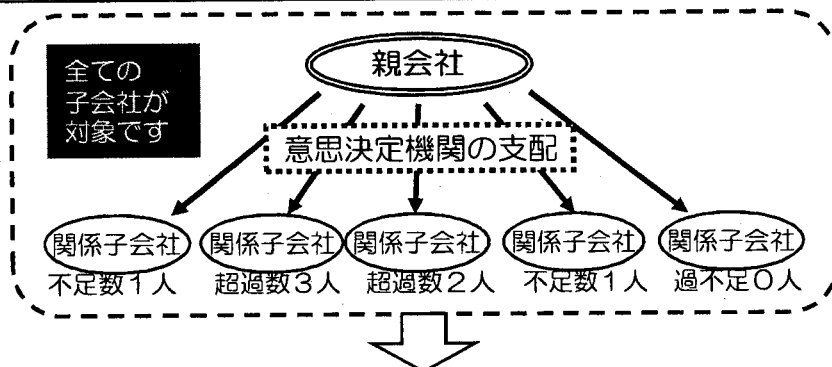 親会社
全ての
子会社が
対象です
意思決定機関の支配
関係子会社 関係子会社 関係子会社 関係子会社 関係子会社
不足数1人 超過数3人 超過数2人 不足数1人 過不足0人